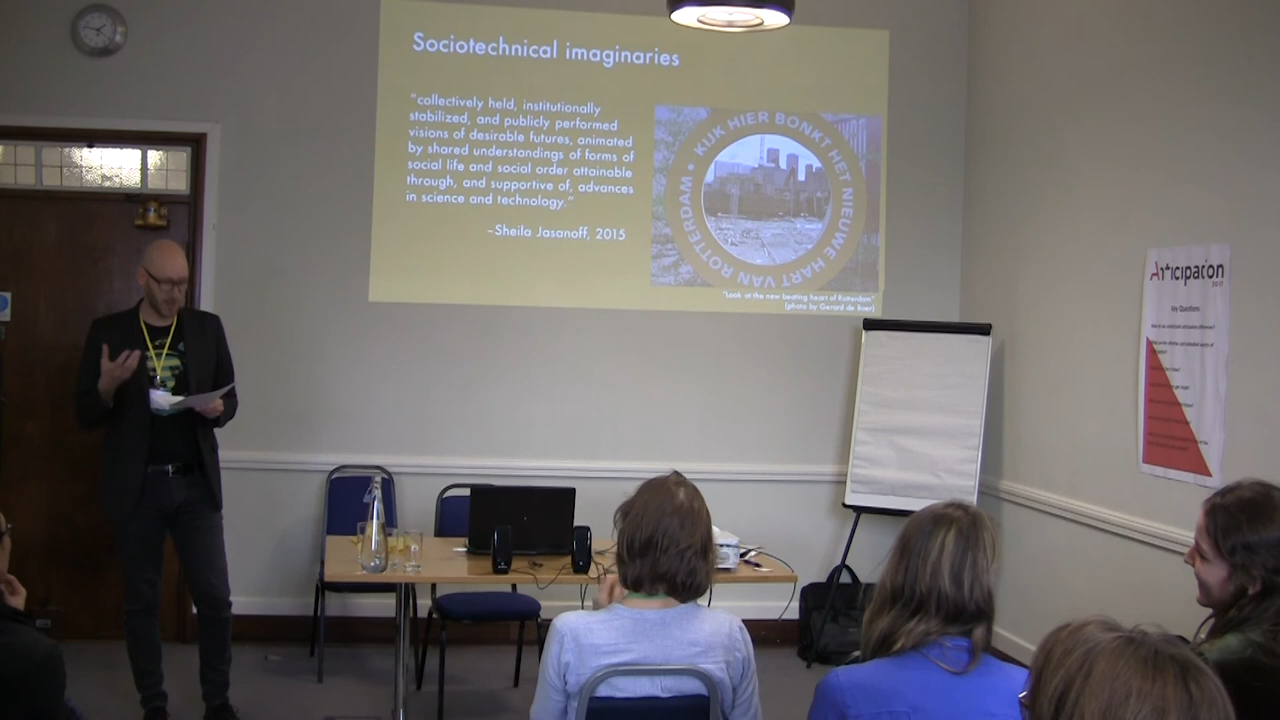 Sociotechnical imaginaries
"collectively held, institutionally
stabilized, and publicly performed
visions of desirable futures, animated
by shared understandings of forms of
social life and social order attainable
through, and supportive of, advances
in science and technology."
–Sheila Jasanoff, 2015
• KIJK HIER BONKT HET NIEUWE HART VAN ROTTERDAM
"Look at the new beating heart of Rotterdam"
(photo by Gerard de Boer)
Anticipation
Key Questions